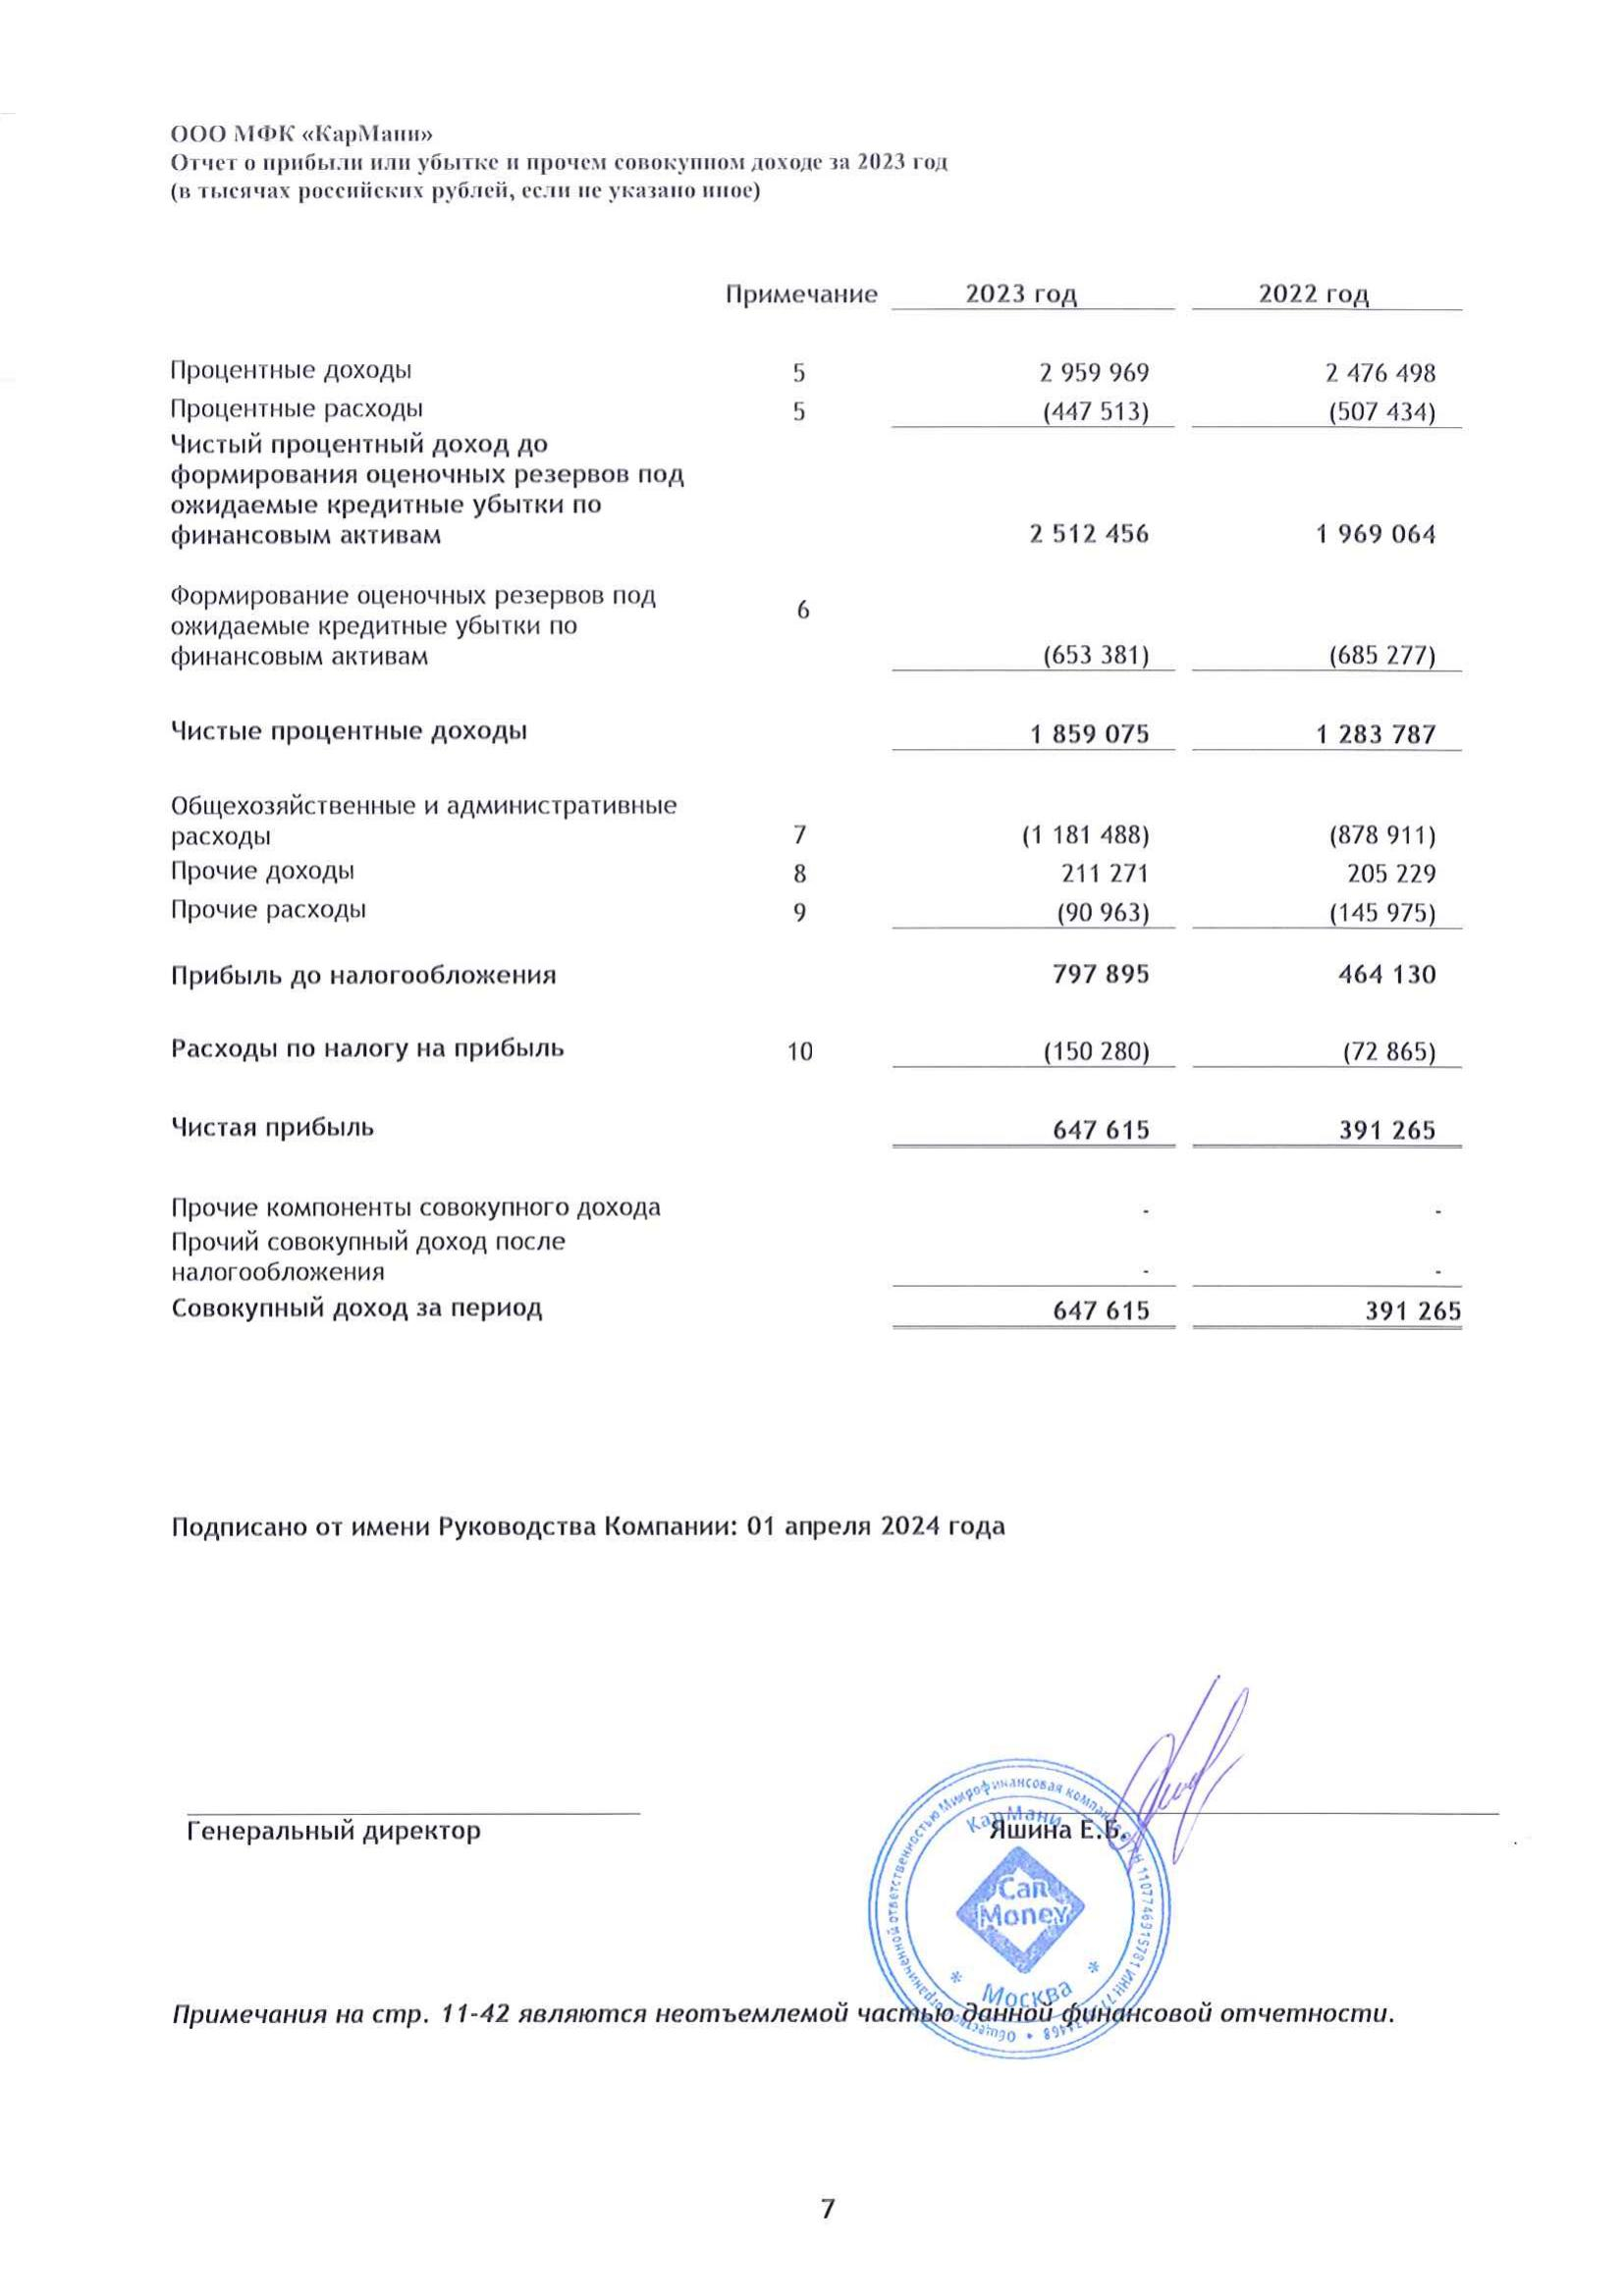 ООО МФК «КарМани»
Отчет о прибыли или убытке и прочем совокупном доходе за 2023 год
(в тысячах российских рублей, если не указано иное)
Примечание 2023 год 2022 год
Процентные доходы 5 2 959 969 2 476 498
Процентные расходы 5 (447 513) (507 434)
Чистый процентный доход до
формирования оценочных резервов под
ожидаемые кредитные убытки по
финансовым активам 2 512 456 1 969 064
Формирование оценочных резервов под
ожидаемые кредитные убытки по 6
финансовым активам (653 381) (685 277)
Чистые процентные доходы 1 859 075 1 283 787
Общехозяйственные и административные
расходы 7 (1 181 488) (878 911)
Прочие доходы 8 211 271 205 229
Прочие расходы 9 (90 963) (145 975)
Прибыль до налогообложения 797 895 464 130
Расходы по налогу на прибыль 10 (150 280) (72 865)
Чистая прибыль 647 615 391 265
Прочие компоненты совокупного дохода - -
Прочий совокупный доход после
налогообложения - -
Совокупный доход за период 647 615 391 265
Подписано от имени Руководства Компании: 01 апреля 2024 года
Генеральный директор Яшина Е.Б.
ограниченной ответственностью Микрофинансовая
КарМани
Car
Money
* Москва *
Примечания на стр. 11-42 являются неотъемлемой частью данной финансовой отчетности.
7